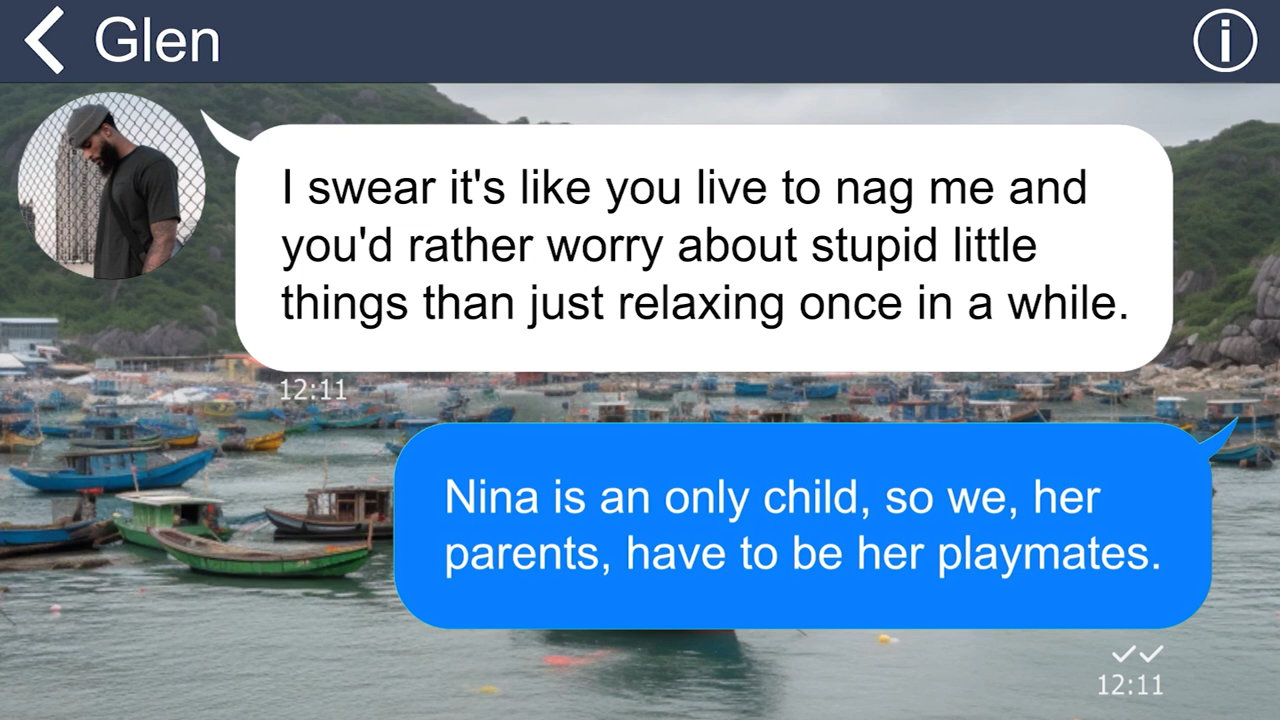 Glen
I swear it's like you live to nag me and
you'd rather worry about stupid little
things than just relaxing once in a while.
12:11
Nina is an only child, so we, her
parents, have to be her playmates.
12:11